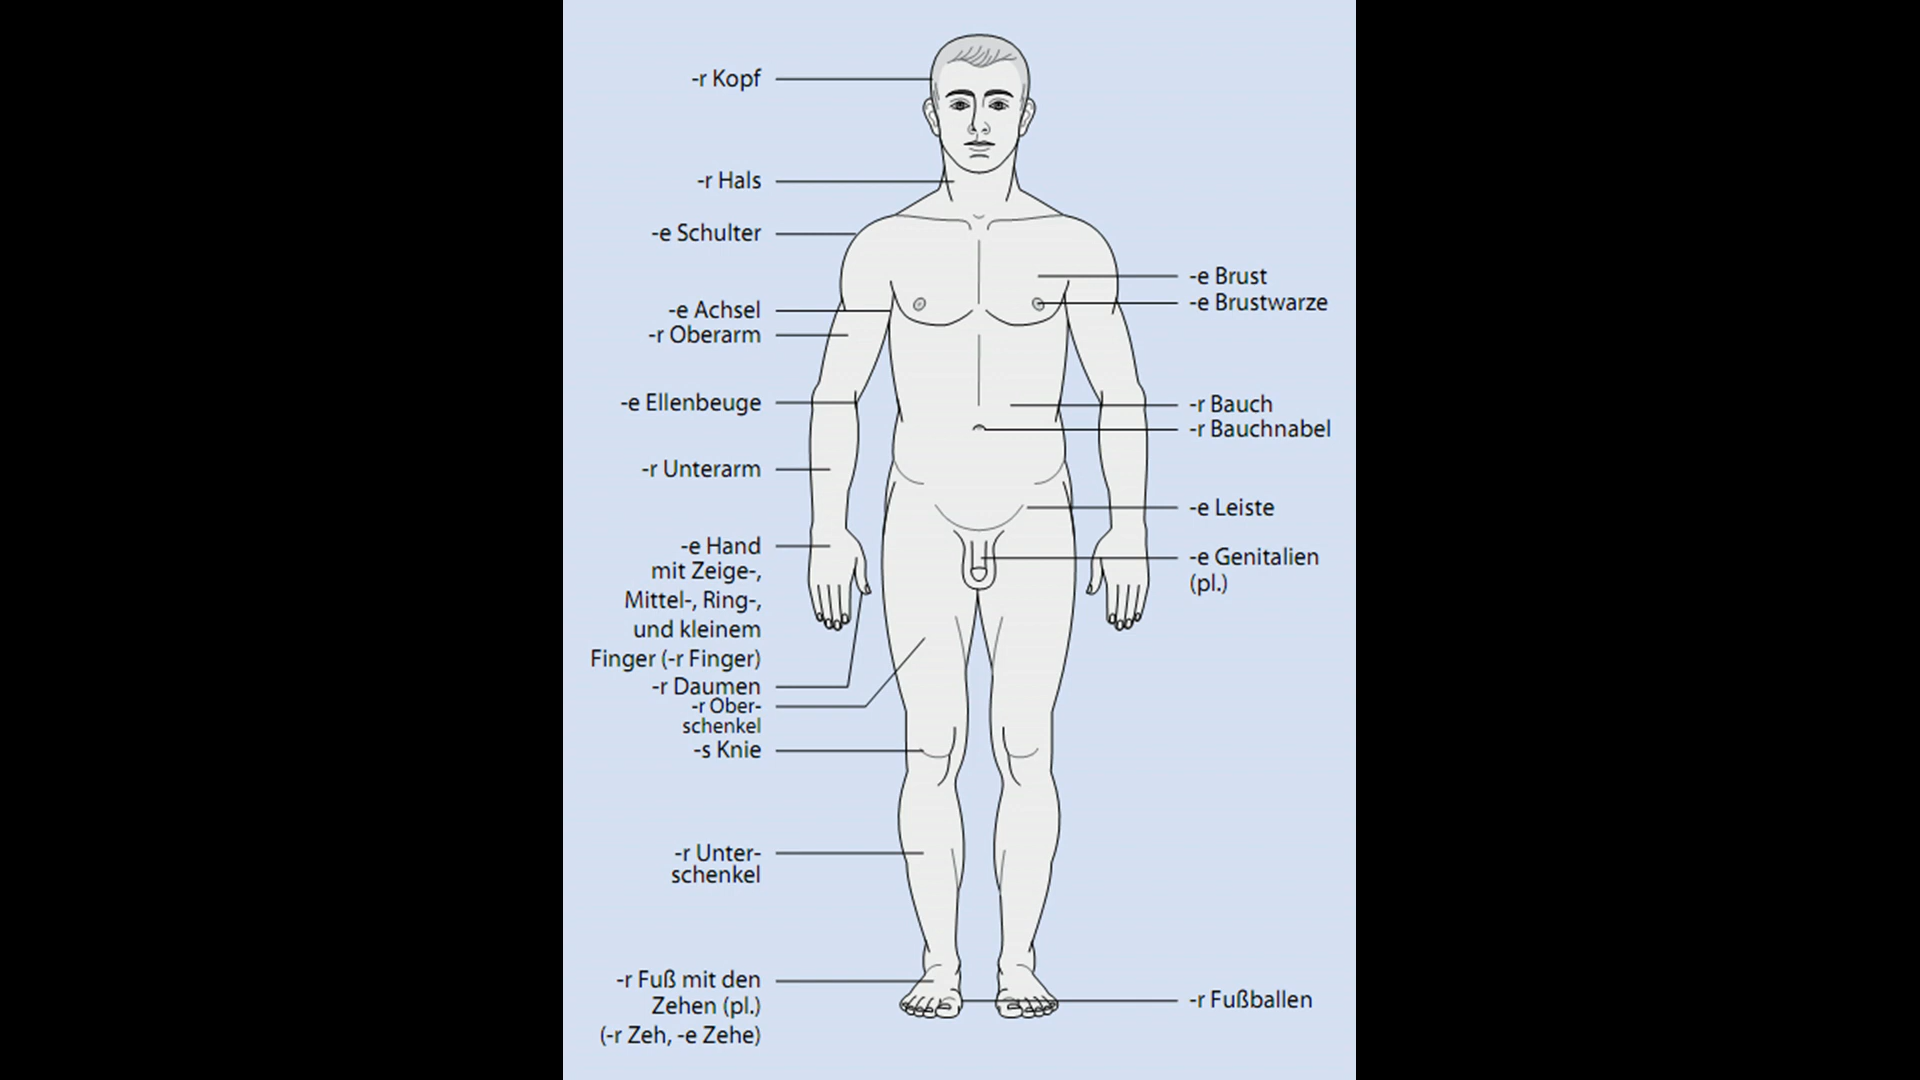 -r Kopf
-r Hals
-e Schulter
-e Achsel
-r Oberarm
-e Ellenbeuge
-r Unterarm
-e Hand
mit Zeige-,
Mittel-, Ring-,
und kleinem
Finger (-r Finger)
-r Daumen
-r Ober-
schenkel
-s Knie
-r Unter-
schenkel
-r Fuß mit den
Zehen (pl.)
(-r Zeh, -e Zehe)
-e Brust
-e Brustwarze
-r Bauch
-r Bauchnabel
-e Leiste
-e Genitalien
(pl.)
-r Fußballen